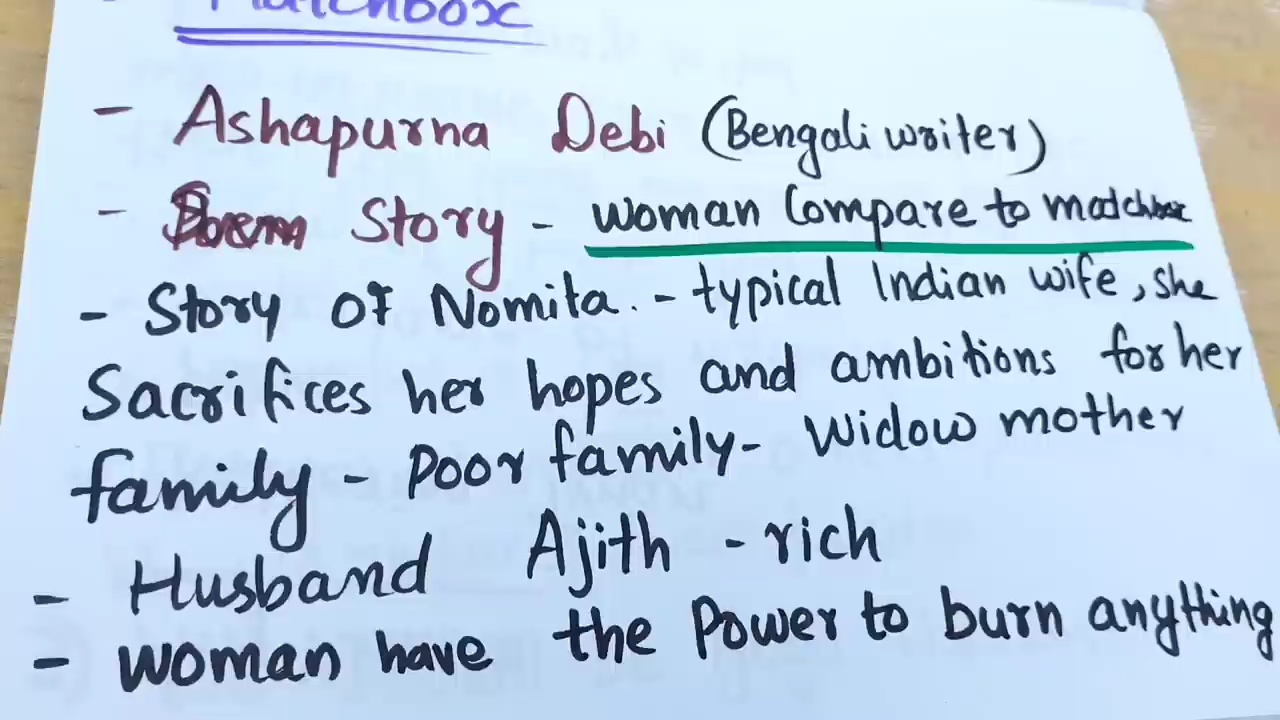 - Matchbox
- Ashapurna Debi (Bengali writer)
- Poem Story - woman Compare to matchbox
- Story of Nomita. - typical Indian wife, she
Sacrifices her hopes and ambitions for her
family - Poor family - Widow mother
- Husband Ajith - rich
- woman have the Power to burn anything